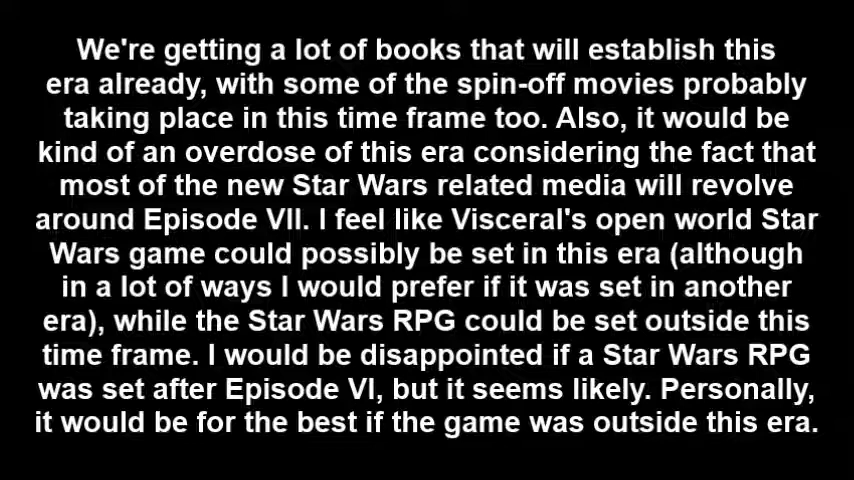 We're getting a lot of books that will establish this
era already, with some of the spin-off movies probably
taking place in this time frame too. Also, it would be
kind of an overdose of this era considering the fact that
most of the new Star Wars related media will revolve
around Episode VII. I feel like Visceral's open world Star
Wars game could possibly be set in this era (although
in a lot of ways I would prefer if it was set in another
era), while the Star Wars RPG could be set outside this
time frame. I would be disappointed if a Star Wars RPG
was set after Episode VI, but it seems likely. Personally,
it would be for the best if the game was outside this era.